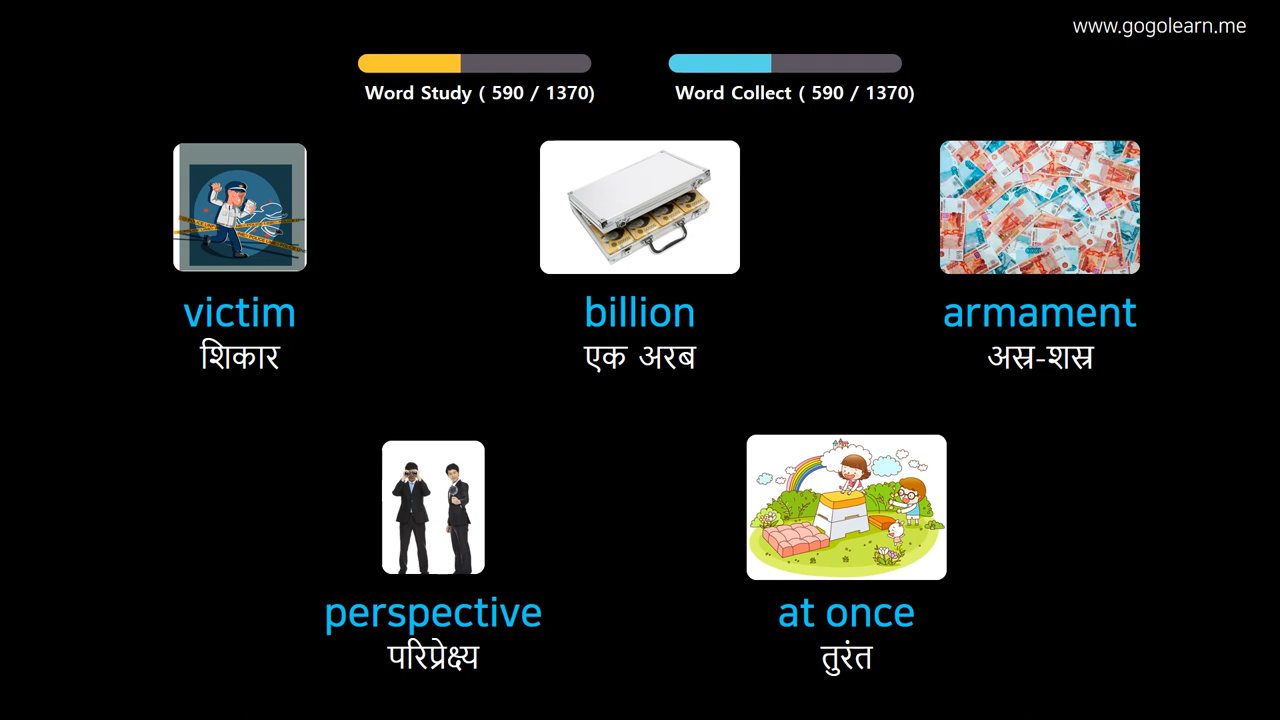 www.gogolearn.me
Word Study ( 590 / 1370)
Word Collect ( 590 / 1370)
victim
शिकार
billion
एक अरब
armament
अस्र-शस्र
perspective
परिप्रेक्ष्य
at once
तुरंत